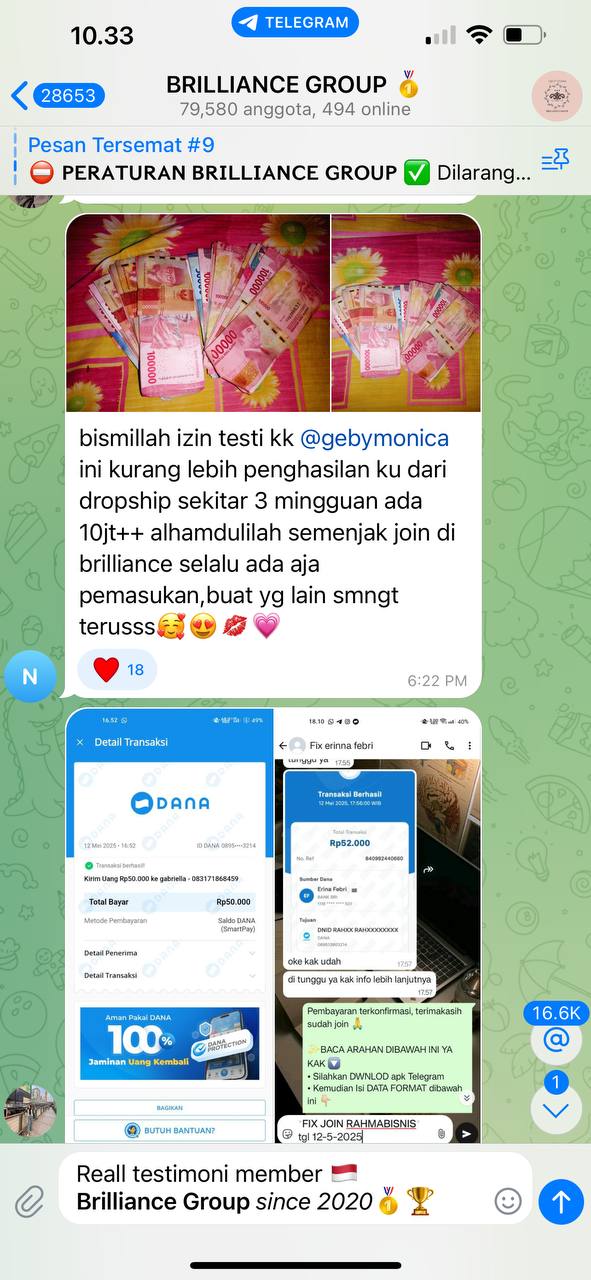 10.33
TELEGRAM
28653
BRILLIANCE GROUP 🥇
79,580 anggota, 494 online
Pesan Tersemat #9
⛔ PERATURAN BRILLIANCE GROUP ✅ Dilarang...
100000
100000
100000
bismillah izin testi kk @gebymonica
ini kurang lebih penghasilan ku dari
dropship sekitar 3 mingguan ada
10jt++ alhamdulilah semenjak join di
brilliance selalu ada aja
pemasukan,buat yg lain smngt
terusss🥰😍💋💗
❤️ 18
6:22 PM
N
16.52
49%
Detail Transaksi
DANA
12 Mei 2025 • 16:52
ID DANA 0895••••3214
Transaksi berhasil!
Kirim Uang Rp50.000 ke gabriella - 083171868459
Total Bayar
Rp50.000
Metode Pembayaran
Saldo DANA
(SmartPay)
Detail Penerima
Detail Transaksi
Aman Pakai DANA
100%
Jaminan Uang Kembali
DANA
PROTECTION
BAGIKAN
BUTUH BANTUAN?
18.10
40%
Fix erinna febri
tunggu ya
17.55
Transaksi Berhasil
12 Mei 2025, 17:56:00 WIB
Total Transaksi
Rp52.000
No. Ref
840992440660
Sumber Dana
EF
Erina Febri
BANK BRI
Tujuan
DNID RAHXX RAHXXXXXXXX
DANA
oke kak udah
17.57
di tunggu ya kak info lebih lanjutnya
17.57
Pembayaran terkonfirmasi, terimakasih
sudah join 🙏
✨BACA ARAHAN DIBAWAH INI YA
KAK 🔽
• Silahkan DWNLOD apk Telegram
• Kemudian Isi DATA FORMAT dibawah
ini 👇🏻
FIX JOIN RAHMABISNIS
tgl 12-5-2025
16.6K
@
1
Reall testimoni member 🇮🇩
Brilliance Group since 2020 🥇🏆